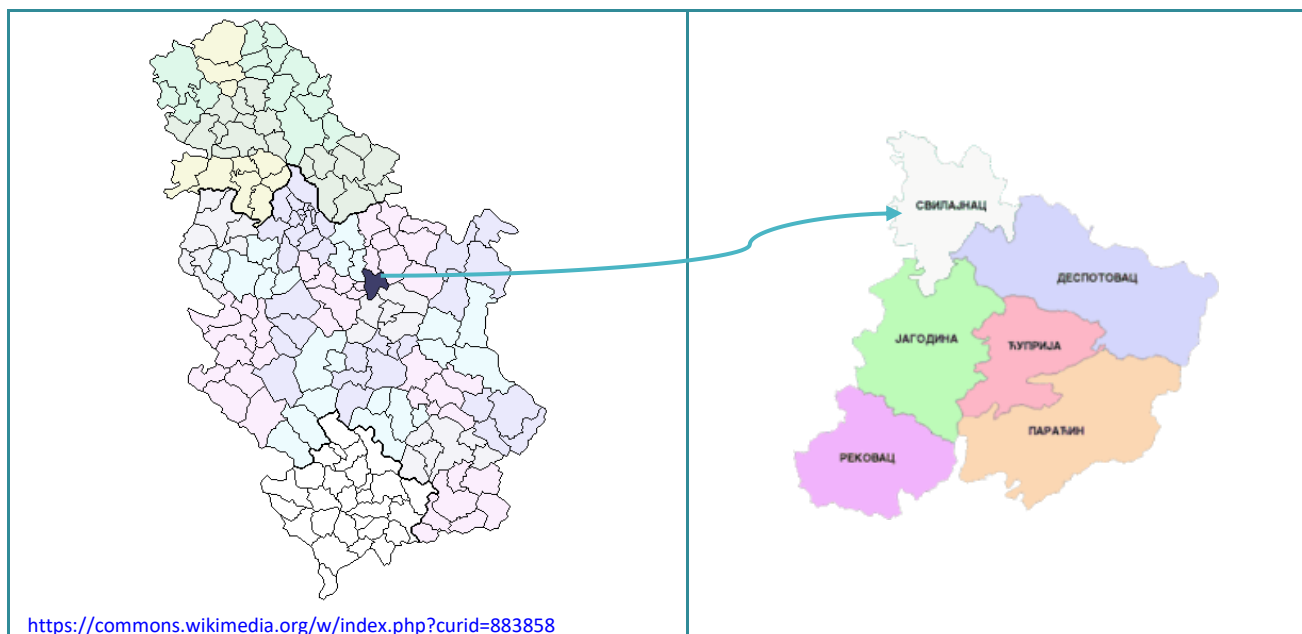 СВИЛАЈНАЦ
ДЕСПОТОВАЦ
ЈАГОДИНА
ЋУПРИЈА
ПАРАЋИН
РЕКОВАЦ
https://commons.wikimedia.org/w/index.php?curid=883858